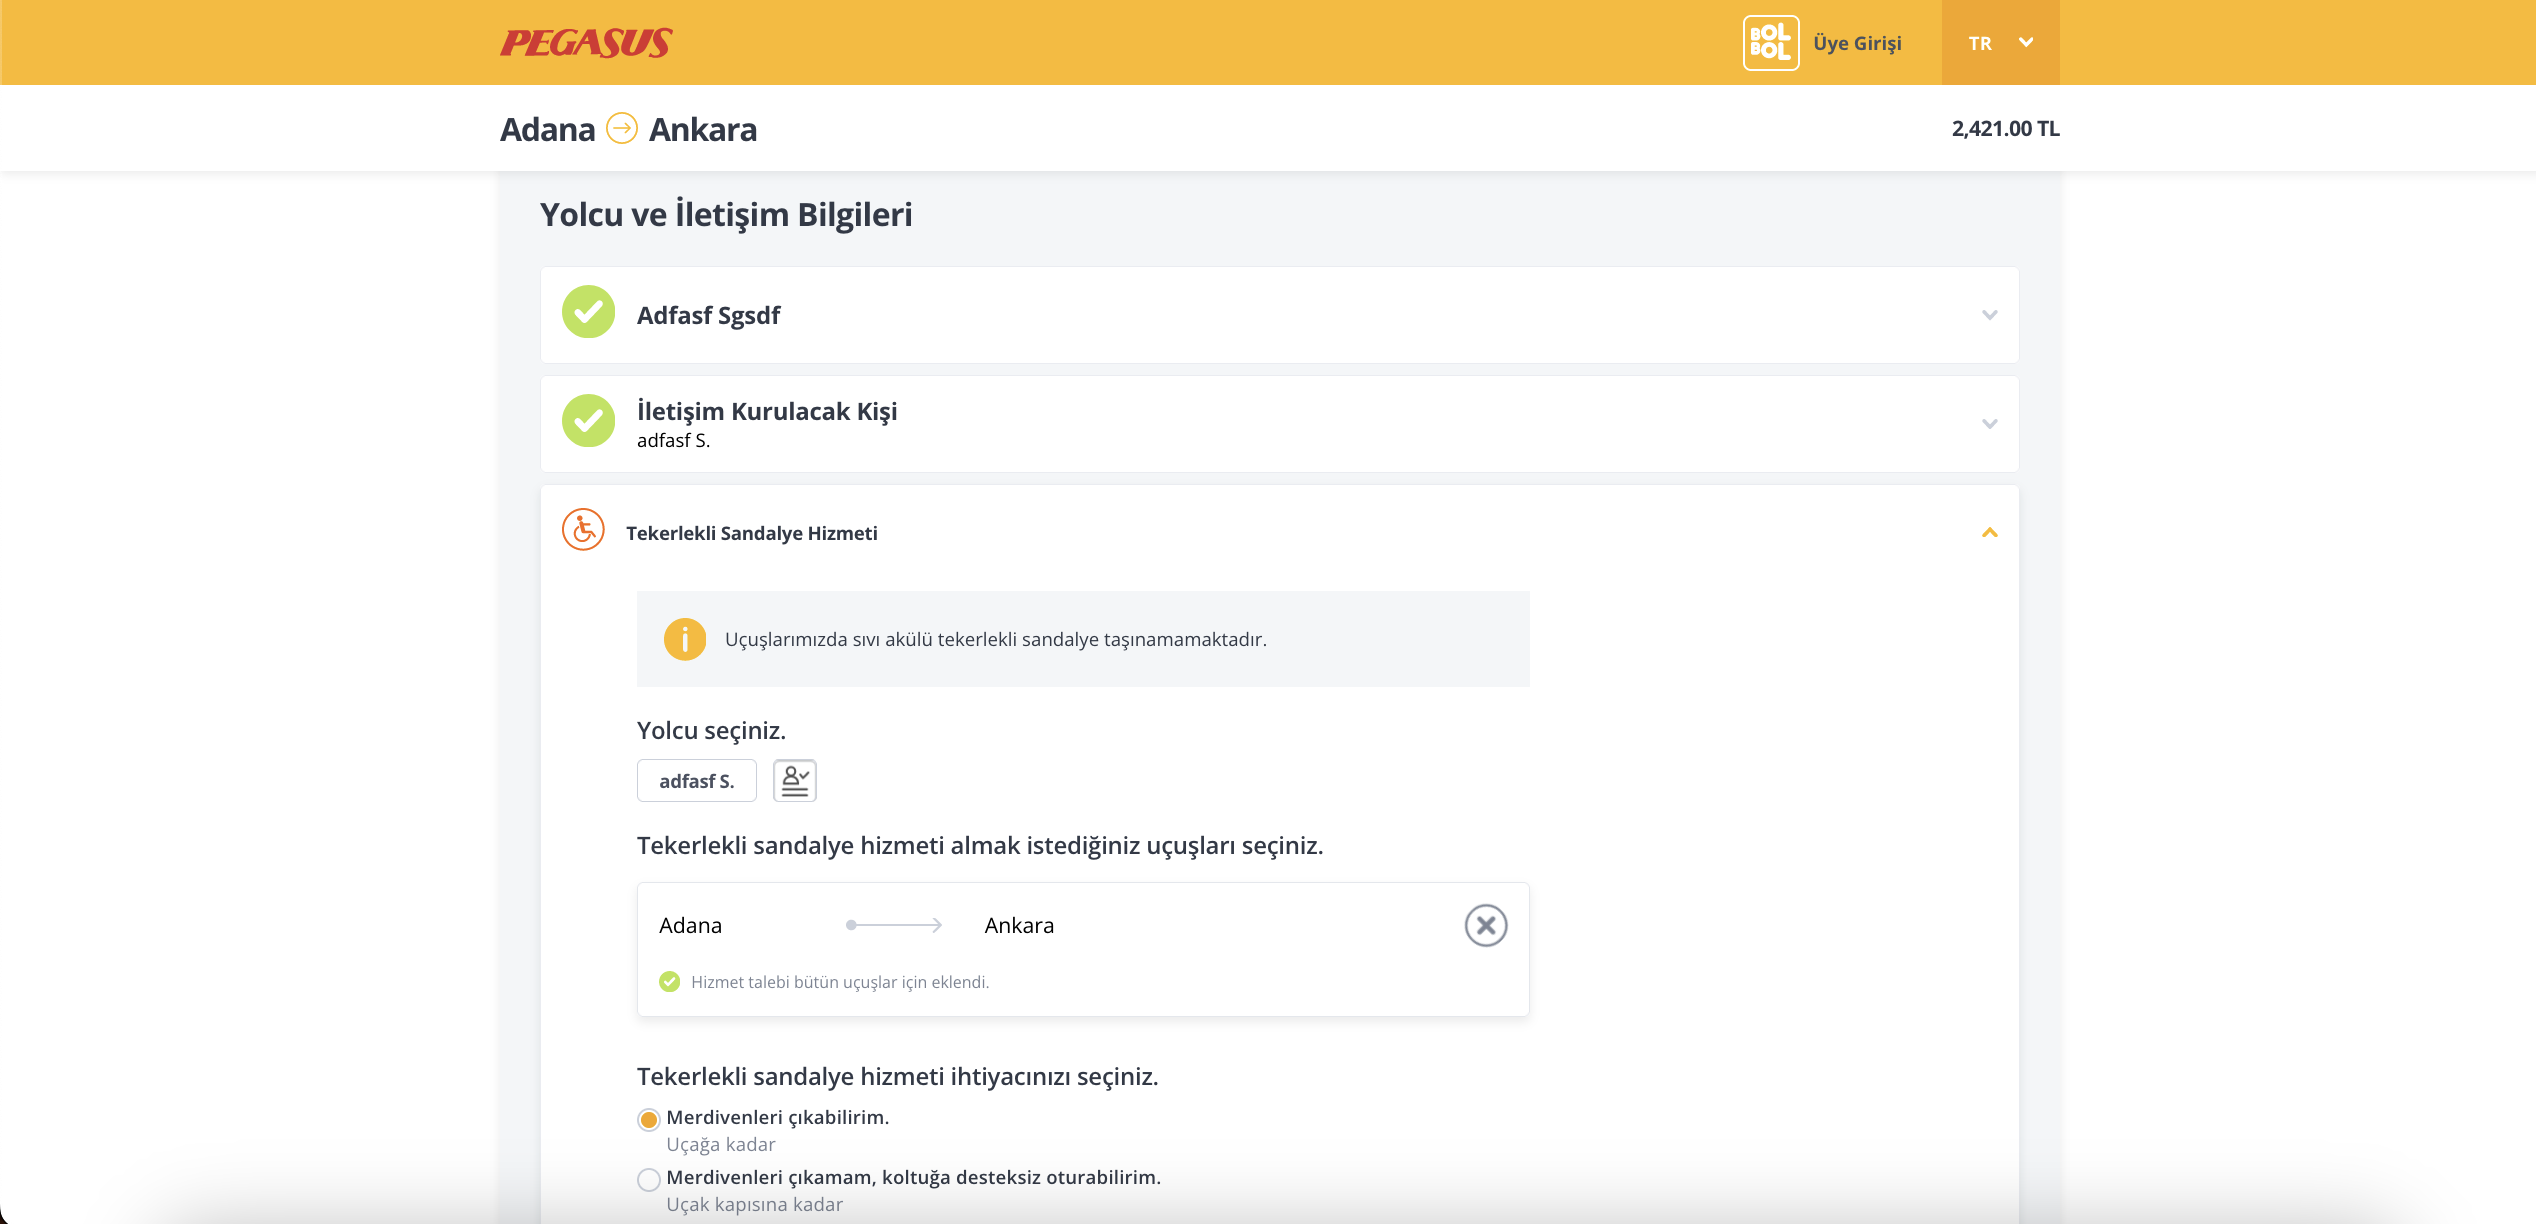 PEGASUS
BOL
BOL
Üye Girişi
TR
Adana
Ankara
2,421.00 TL
Yolcu ve İletişim Bilgileri
Adfasf Sgsdf
İletişim Kurulacak Kişi
adfasf S.
Tekerlekli Sandalye Hizmeti
Uçuşlarımızda sıvı akülü tekerlekli sandalye taşınamamaktadır.
Yolcu seçiniz.
adfasf S.
Tekerlekli sandalye hizmeti almak istediğiniz uçuşları seçiniz.
Adana
Ankara
Hizmet talebi bütün uçuşlar için eklendi.
Tekerlekli sandalye hizmeti ihtiyacınızı seçiniz.
Merdivenleri çıkabilirim.
Uçağa kadar
Merdivenleri çıkamam, koltuğa desteksiz oturabilirim.
Uçak kapısına kadar